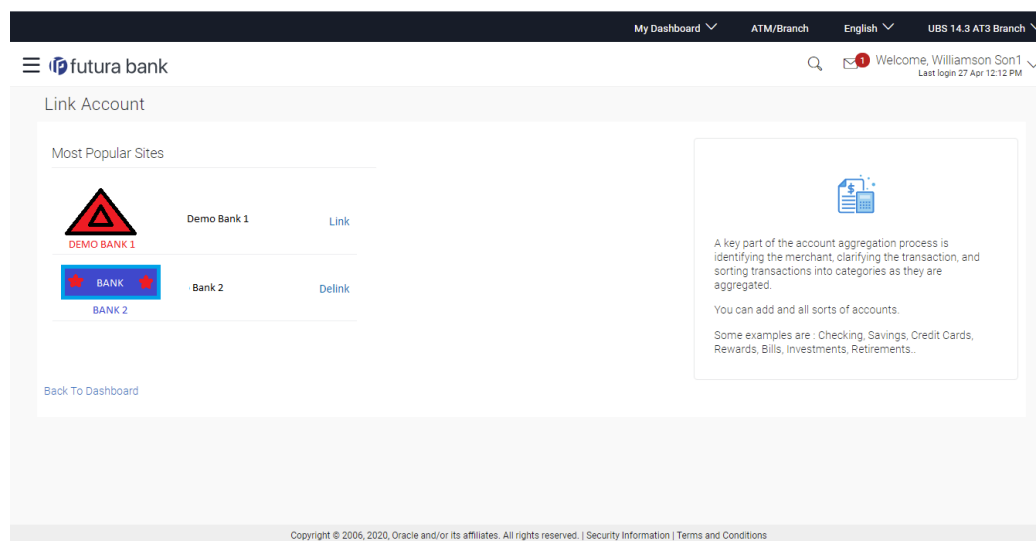 My Dashboard ATM/Branch English UBS 14.3 AT3 Branch
futura bank
1 Welcome, Williamson Son1
Last login 27 Apr 12:12 PM
Link Account
Most Popular Sites
DEMO BANK 1
Demo Bank 1 Link
BANK
BANK 2
Bank 2 Delink
Back To Dashboard
A key part of the account aggregation process is
identifying the merchant, clarifying the transaction, and
sorting transactions into categories as they are
aggregated.
You can add and all sorts of accounts.
Some examples are : Checking, Savings, Credit Cards,
Rewards, Bills, Investments, Retirements..
Copyright © 2006, 2020, Oracle and/or its affiliates. All rights reserved. | Security Information | Terms and Conditions